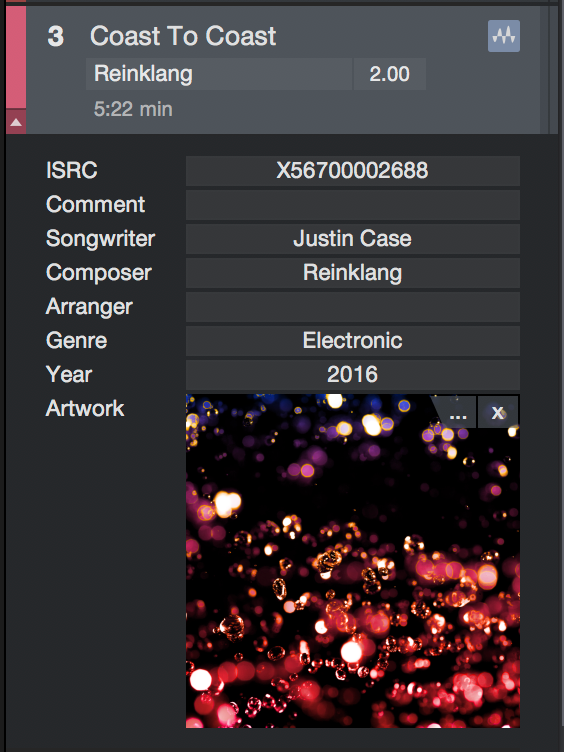 3 Coast To Coast
Reinklang 2.00
5:22 min
ISRC X56700002688
Comment
Songwriter Justin Case
Composer Reinklang
Arranger
Genre Electronic
Year 2016
Artwork ... x